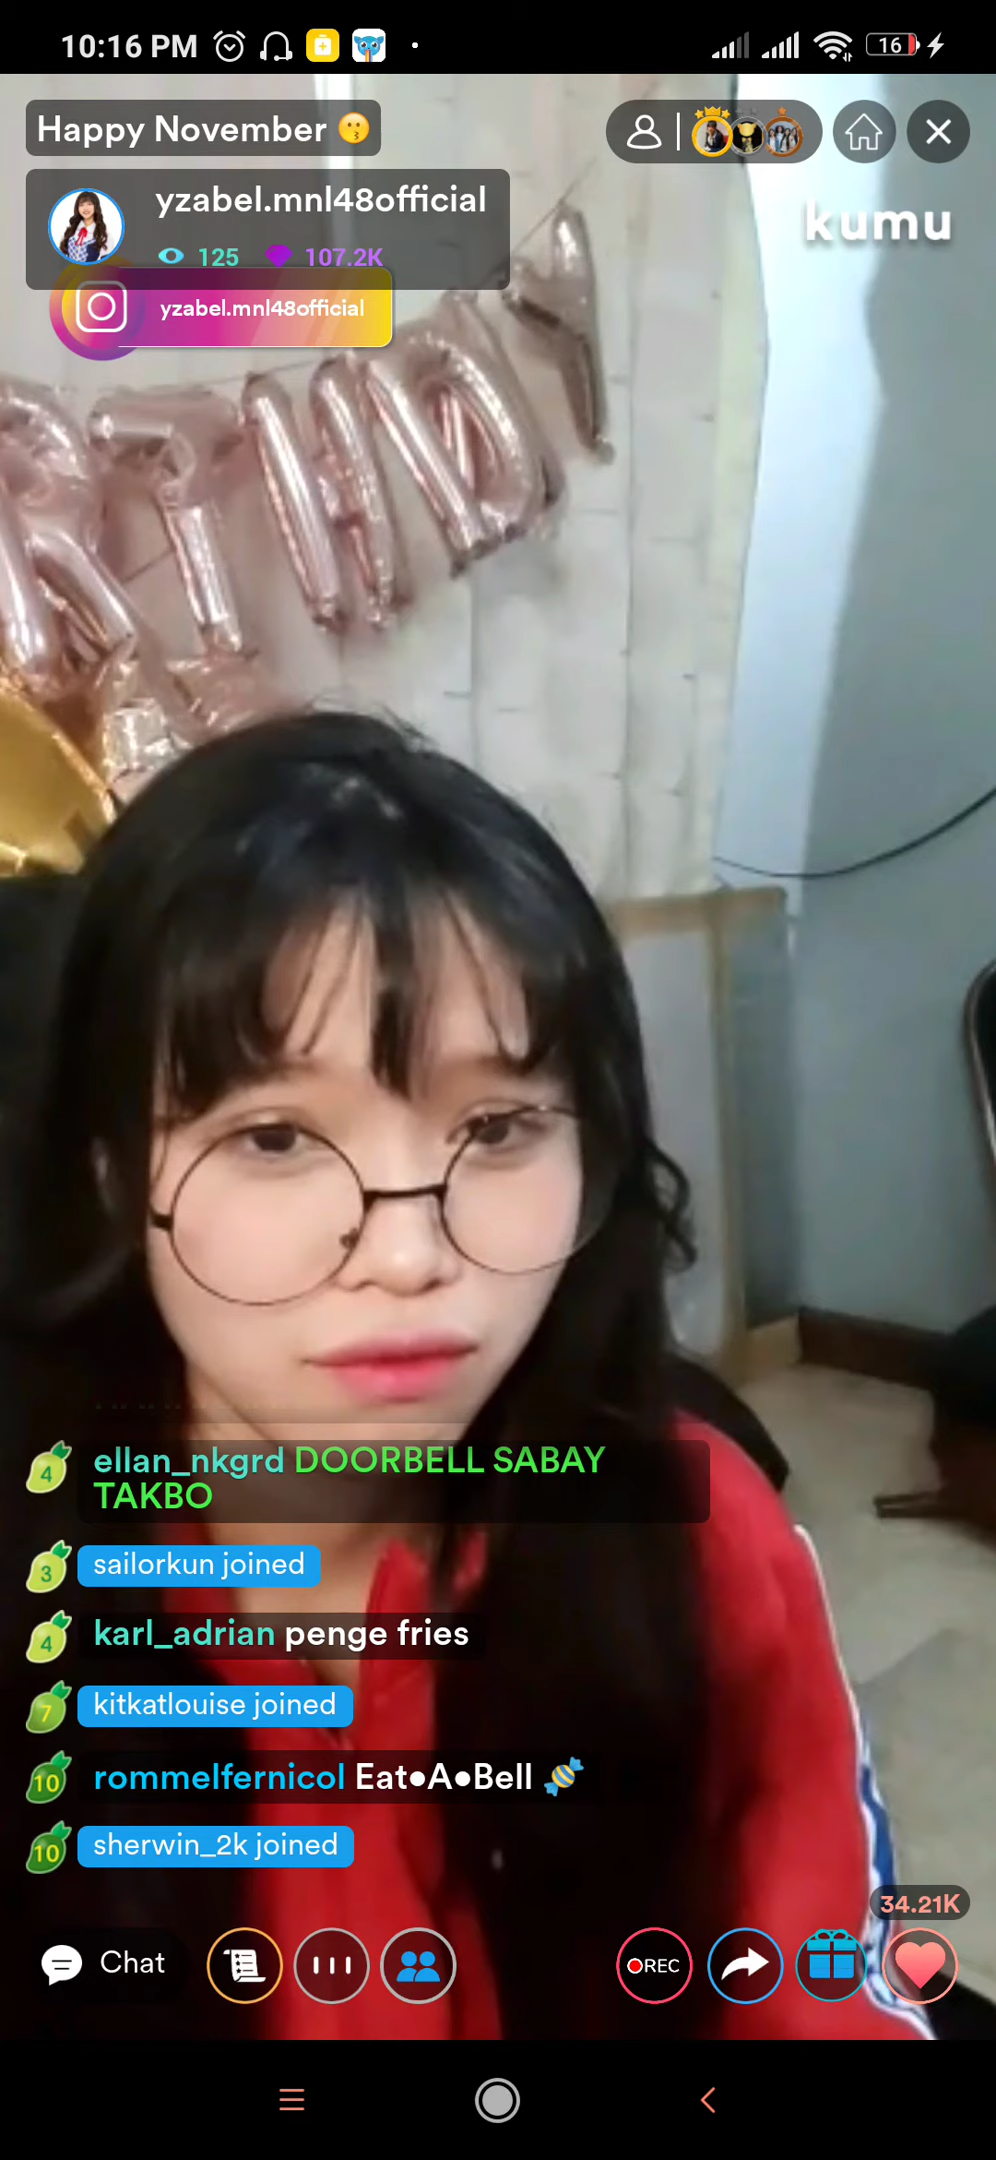 10:16 PM
16
Happy November 😗
yzabel.mnl48official
125 107.2K
kumu
yzabel.mnl48official
RTHDY
ellan_nkgrd DOORBELL SABAY
TAKBO
4
sailorkun joined
3
karl_adrian penge fries
4
kitkatlouise joined
7
rommelfernicol Eat●A●Bell 🍬
10
sherwin_2k joined
10
34.21K
Chat
REC